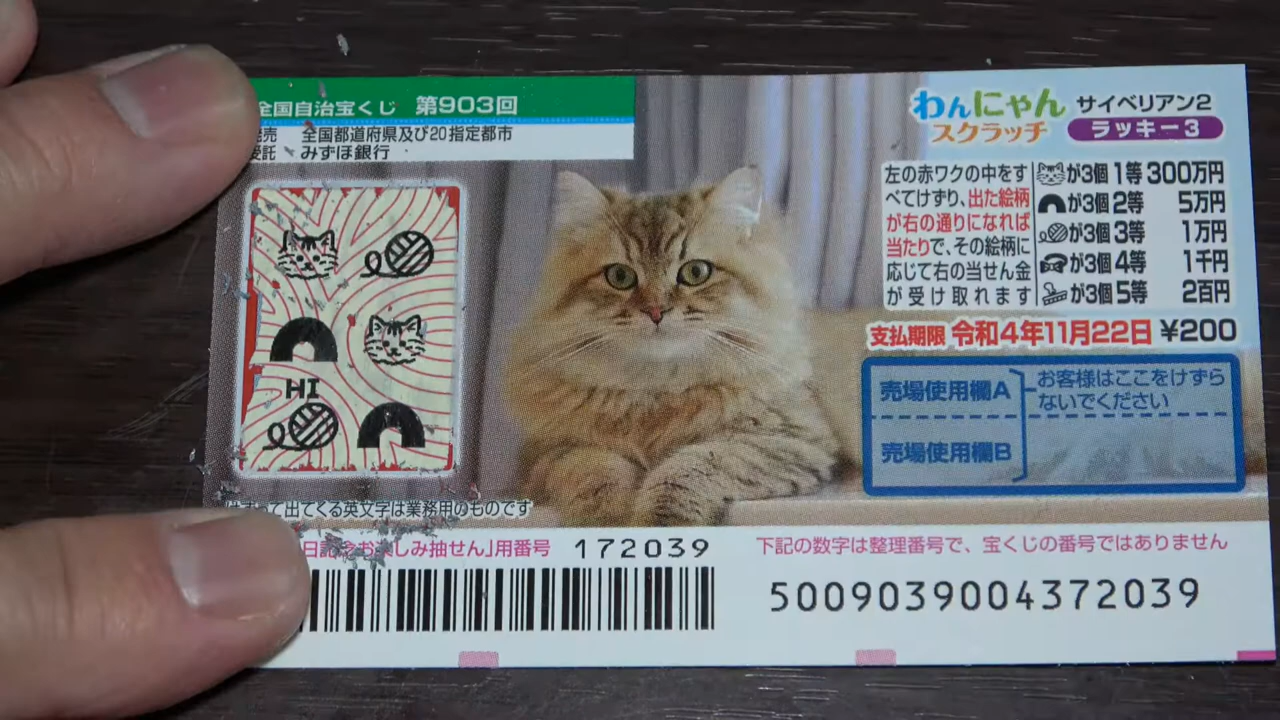 全国自治宝くじ 第903回
発売 全国都道府県及び20指定都市
受託 みずほ銀行
わんにゃん
スクラッチ
サイベリアン2
ラッキー3
左の赤ワクの中をす
べてけずり、出た絵柄
が右の通りになれば
当たりで、その絵柄に
応じて右の当せん金
が受け取れます
が3個 1等 300万円
が3個 2等 5万円
が3個 3等 1万円
が3個 4等 1千円
が3個 5等 2百円
支払期限 令和4年11月22日 ¥200
売場使用欄A
売場使用欄B
お客様はここをけずら
ないでください
HI
出てくる英文字は業務用のものです
しみ抽せん」用番号 172039
下記の数字は整理番号で、宝くじの番号ではありません
5009039004372039